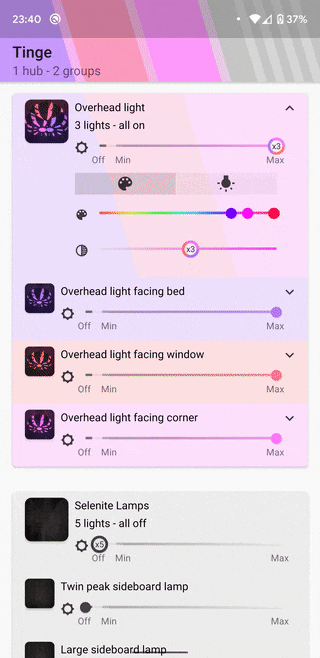 23:40
37%
Tinge
1 hub - 2 groups
Overhead light
3 lights - all on
x3
Off Min Max
x3
Overhead light facing bed
Off Min Max
Overhead light facing window
Off Min Max
Overhead light facing corner
Off Min Max
Selenite Lamps
5 lights - all off
x5
Off Min Max
Twin peak sideboard lamp
Off Min Max
Large sideboard lamp